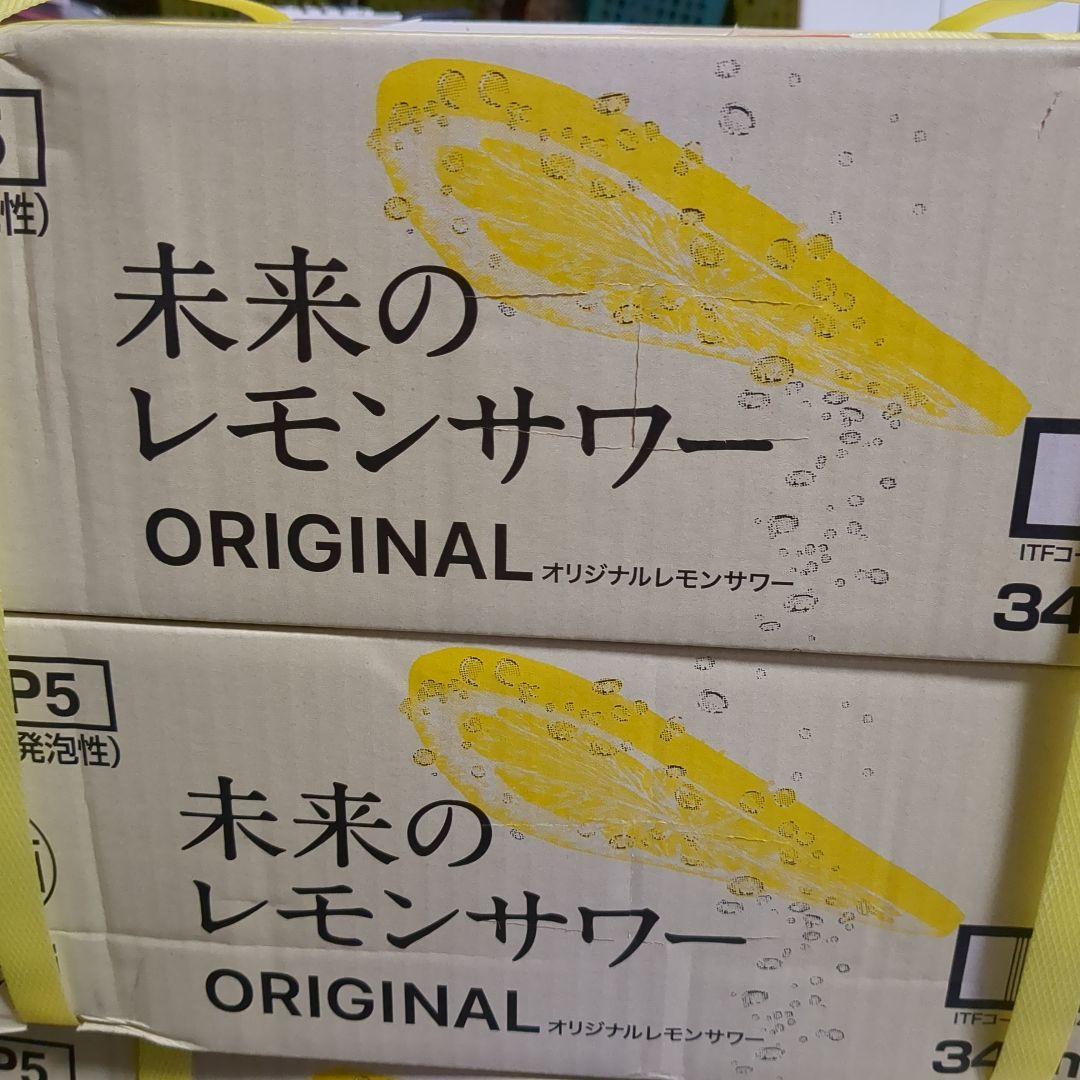 性)
未来の
レモンサワー
ORIGINAL オリジナルレモンサワー
ITFコー
34
P5
発泡性)
未来の
レモンサワー
ORIGINAL オリジナルレモンサワー
ITFコー
34
P5